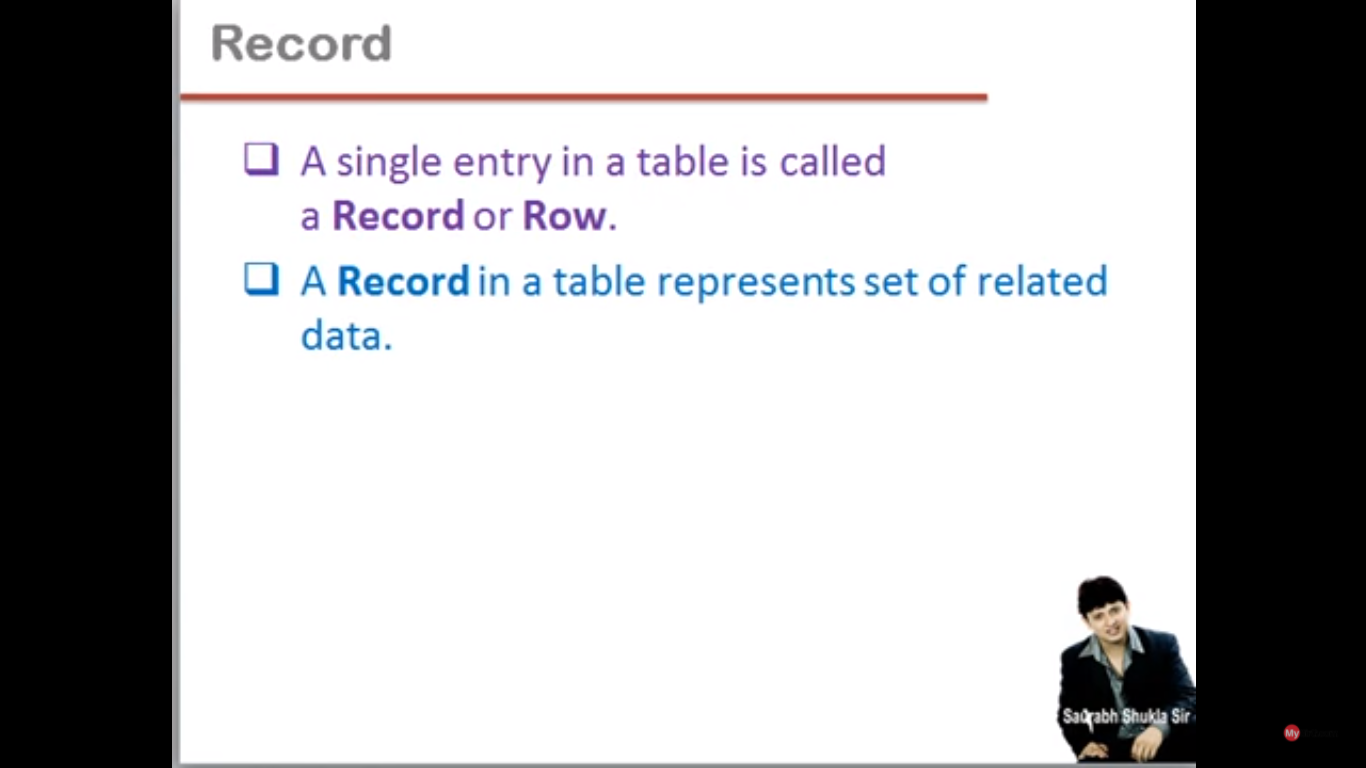 Record
A single entry in a table is called
a Record or Row.
A Record in a table represents set of related
data.
Saurabh Shukla Sir
My